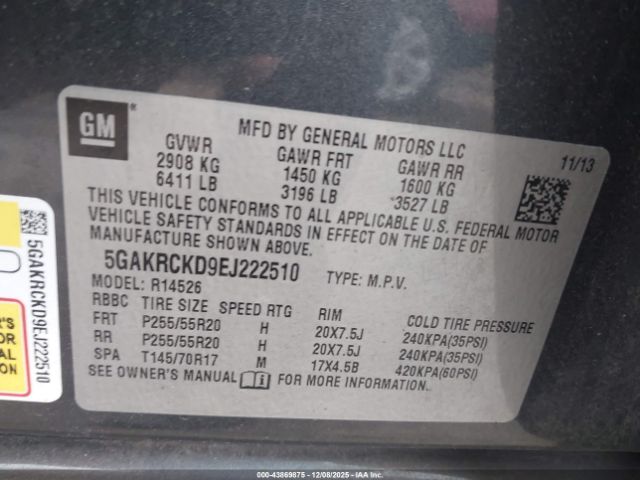 GM
MFD BY GENERAL MOTORS LLC
11/13
GVWR GAWR FRT GAWR RR
2908 KG 1450 KG 1600 KG
6411 LB 3196 LB 3527 LB
THIS VEHICLE CONFORMS TO ALL APPLICABLE U.S. FEDERAL MOTOR
VEHICLE SAFETY STANDARDS IN EFFECT ON THE DATE OF
MANUFACTURE SHOWN ABOVE.
5GAKRCKD9EJ222510 TYPE: M.P.V.
MODEL: R14526
RBBC TIRE SIZE SPEED RTG RIM COLD TIRE PRESSURE
FRT P255/55R20 H 20X7.5J 240KPA(35PSI)
RR P255/55R20 H 20X7.5J 240KPA(35PSI)
SPA T145/70R17 M 17X4.5B 420KPA(60PSI)
SEE OWNER'S MANUAL i FOR MORE INFORMATION.
5GAKRCKD9EJ222510
R'S
AL
ON
00-43869875 - 12/08/2025 - IAA Inc.